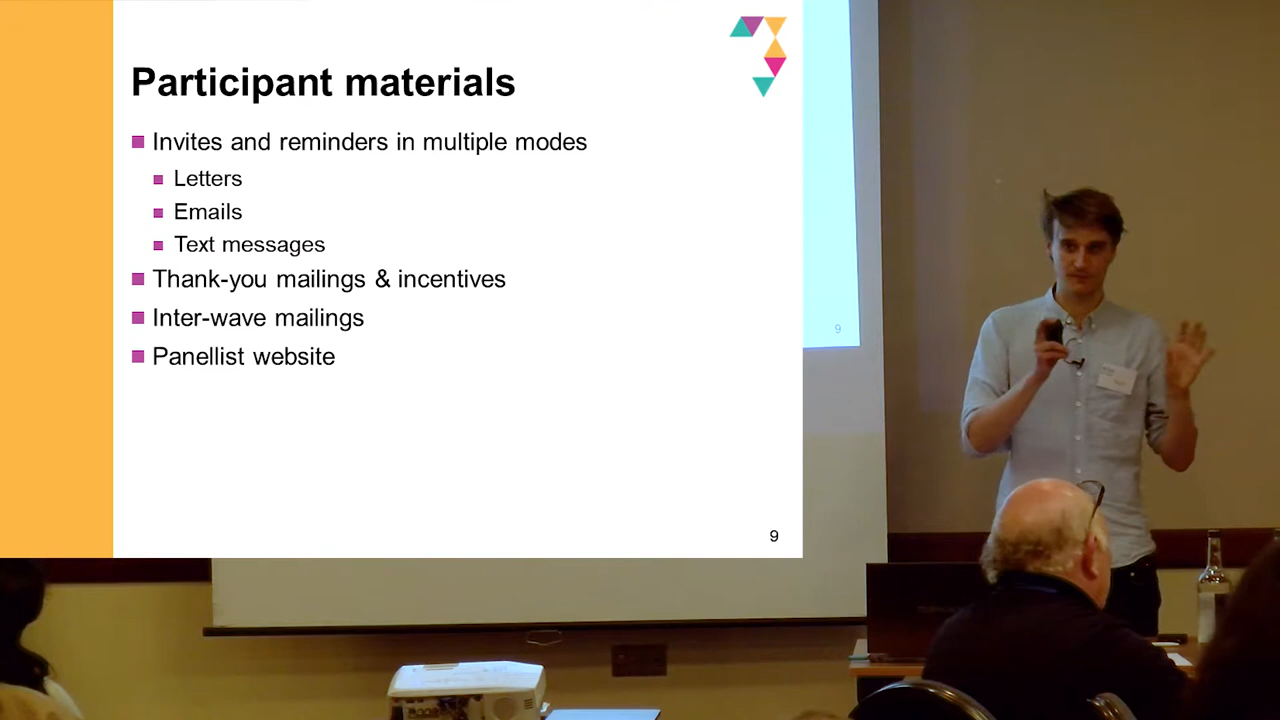 Participant materials
Invites and reminders in multiple modes
Letters
Emails
Text messages
Thank-you mailings & incentives
Inter-wave mailings
Panellist website
9
9